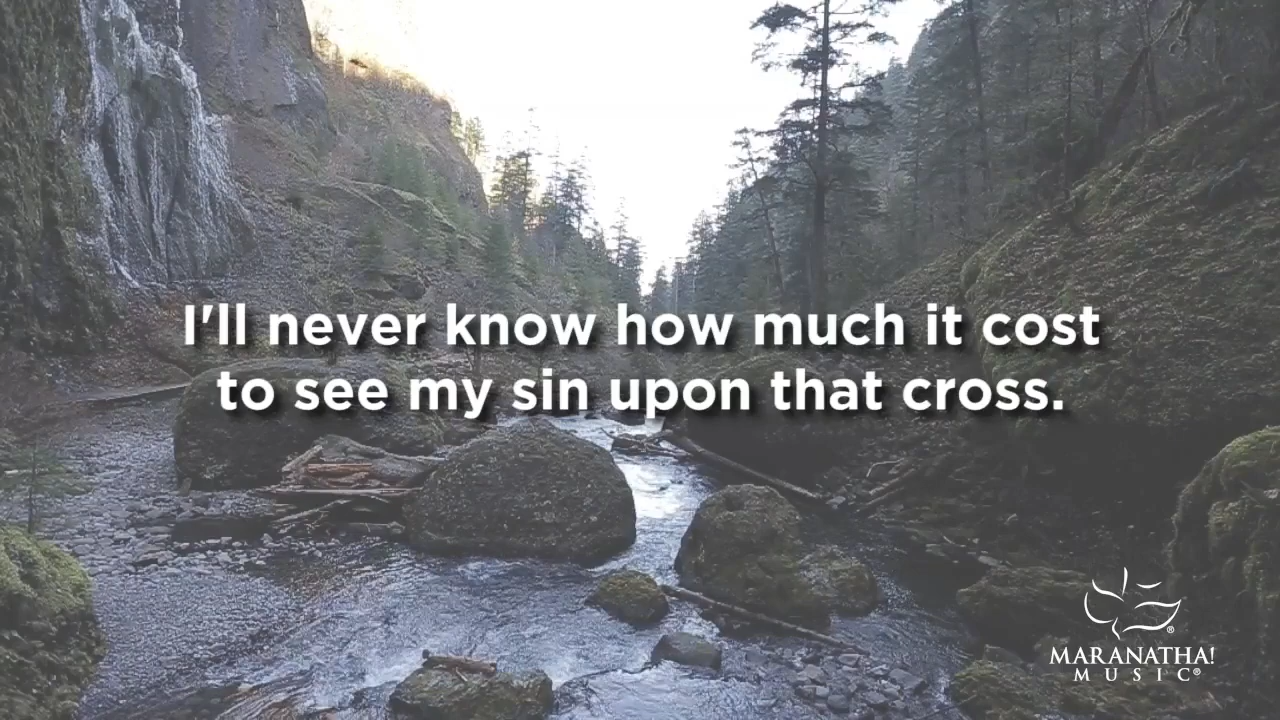 I'll never know how much it cost
to see my sin upon that cross.
MARANATHA!
MUSIC®